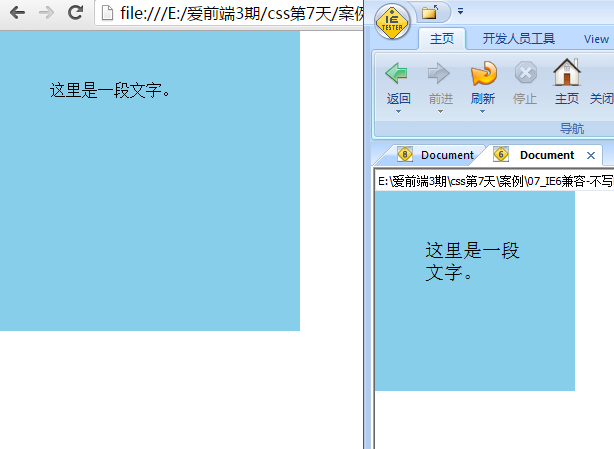 file:///E:/爱前端3期/css第7天/案例
这里是一段文字。
IE
TESTER
主页 开发人员工具 View
返回 前进 刷新 停止 主页 关闭
导航
8 Document 6 Document
E:\爱前端3期\css第7天\案例\07_IE6兼容-不写
这里是一段
文字。